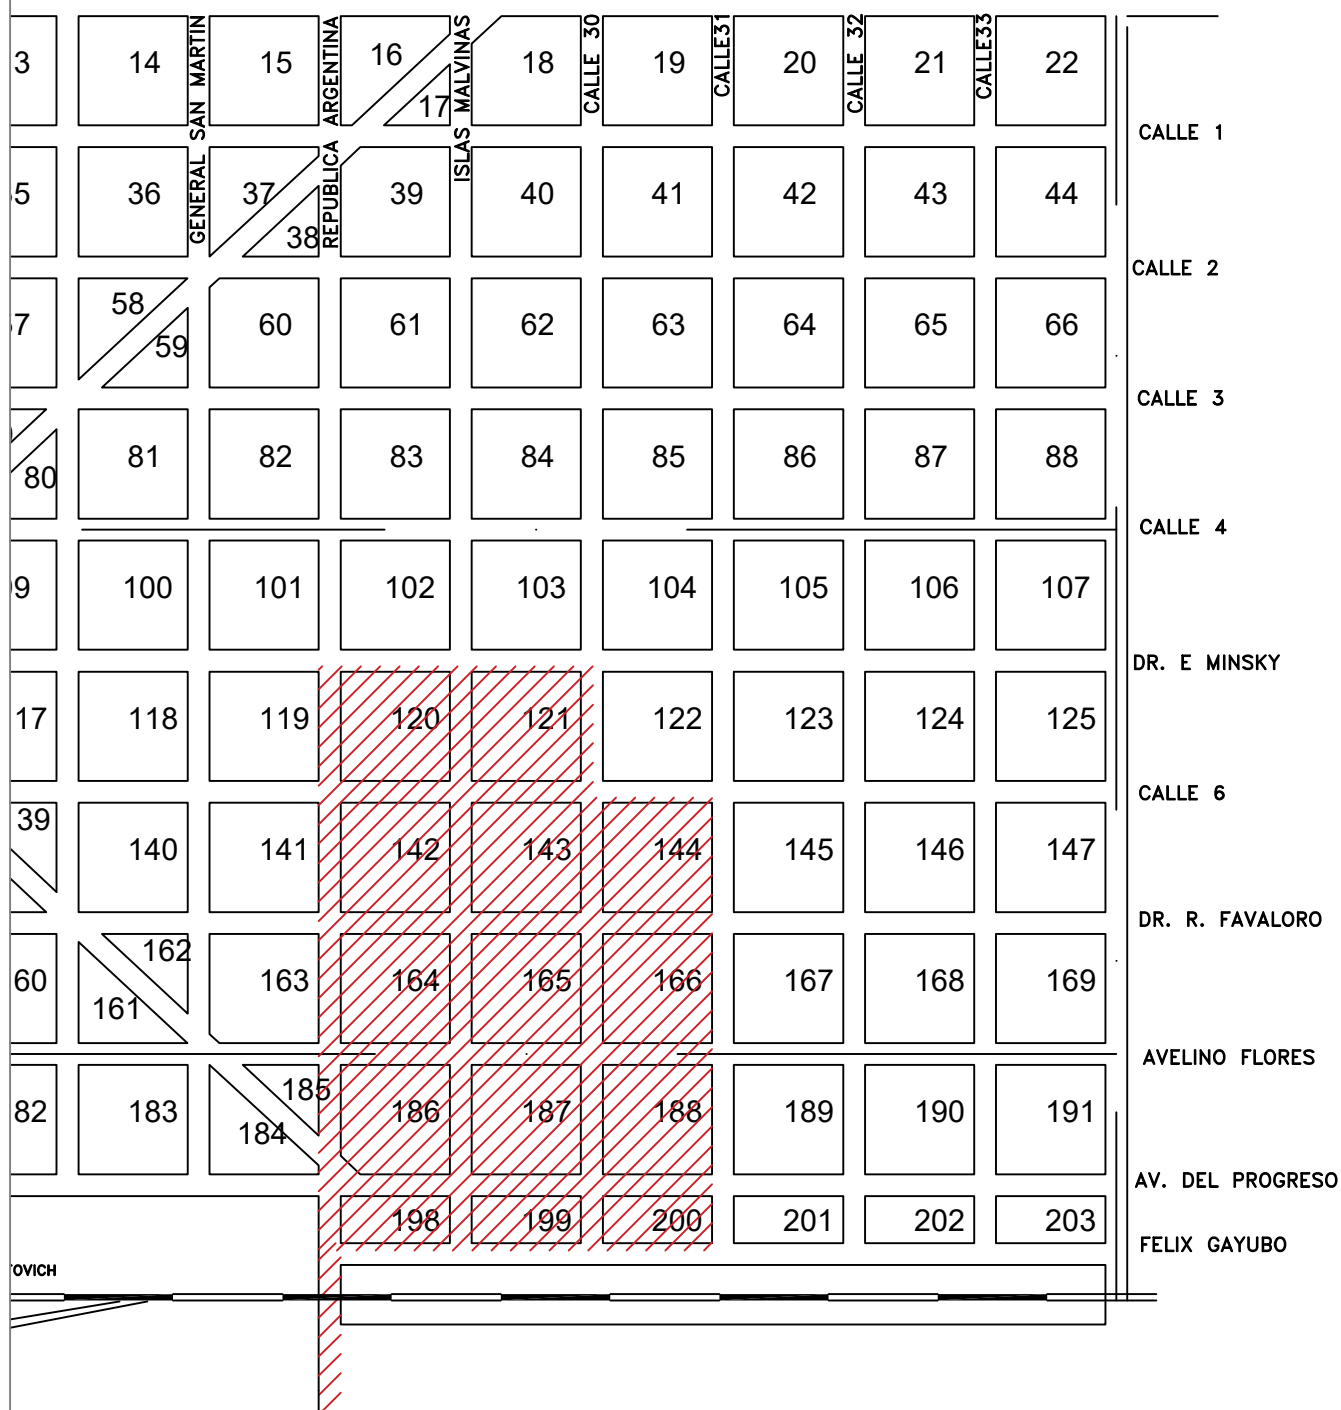 GENERAL SAN MARTIN
REPUBLICA ARGENTINA
ISLAS MALVINAS
CALLE 30
CALLE31
CALLE 32
CALLE33
3 14 15 16 17 18 19 20 21 22
CALLE 1
36 37 38 39 40 41 42 43 44
CALLE 2
58 59 60 61 62 63 64 65 66
CALLE 3
80 81 82 83 84 85 86 87 88
CALLE 4
100 101 102 103 104 105 106 107
DR. E MINSKY
17 118 119 120 121 122 123 124 125
CALLE 6
39 140 141 142 143 144 145 146 147
DR. R. FAVALORO
60 161 162 163 164 165 166 167 168 169
AVELINO FLORES
82 183 184 185 186 187 188 189 190 191
AV. DEL PROGRESO
198 199 200 201 202 203
FELIX GAYUBO
OVICH